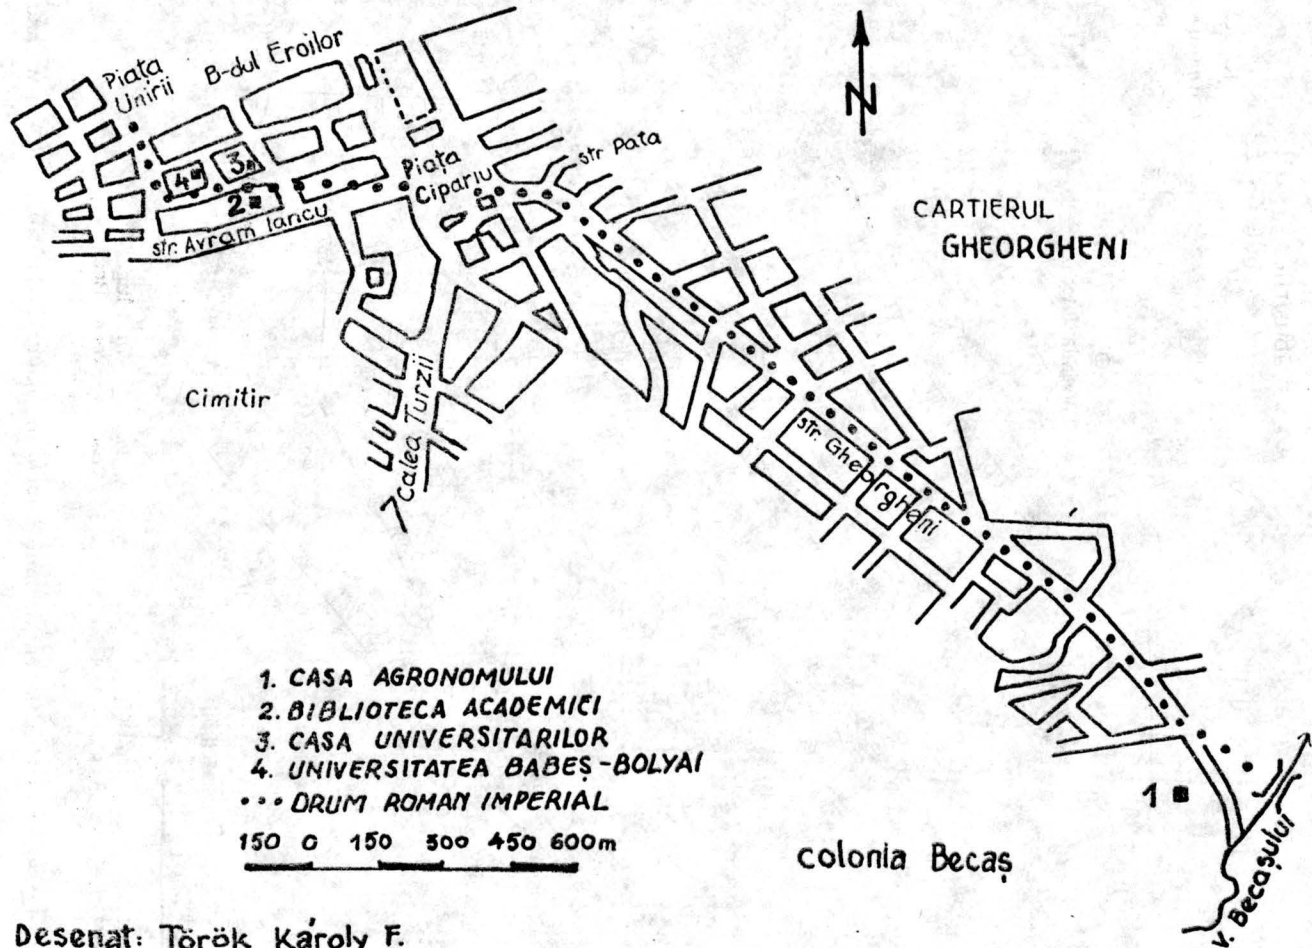 Piața
Unirii
B-dul Eroilor
N
str Pata
Piața
Cipariu
4
3
2
str. Avram Iancu
CARTIERUL
GHEORGHENI
Cimitir
Calea Turzii
str. Gheorgheni
1. CASA AGRONOMULUI
2. BIBLIOTECA ACADEMIEI
3. CASA UNIVERSITARILOR
4. UNIVERSITATEA BABEȘ-BOLYAI
••• DRUM ROMAN IMPERIAL
150 0 150 300 450 600m
1
colonia Becaș
V. Becașului
Desenat: Török Károly F.